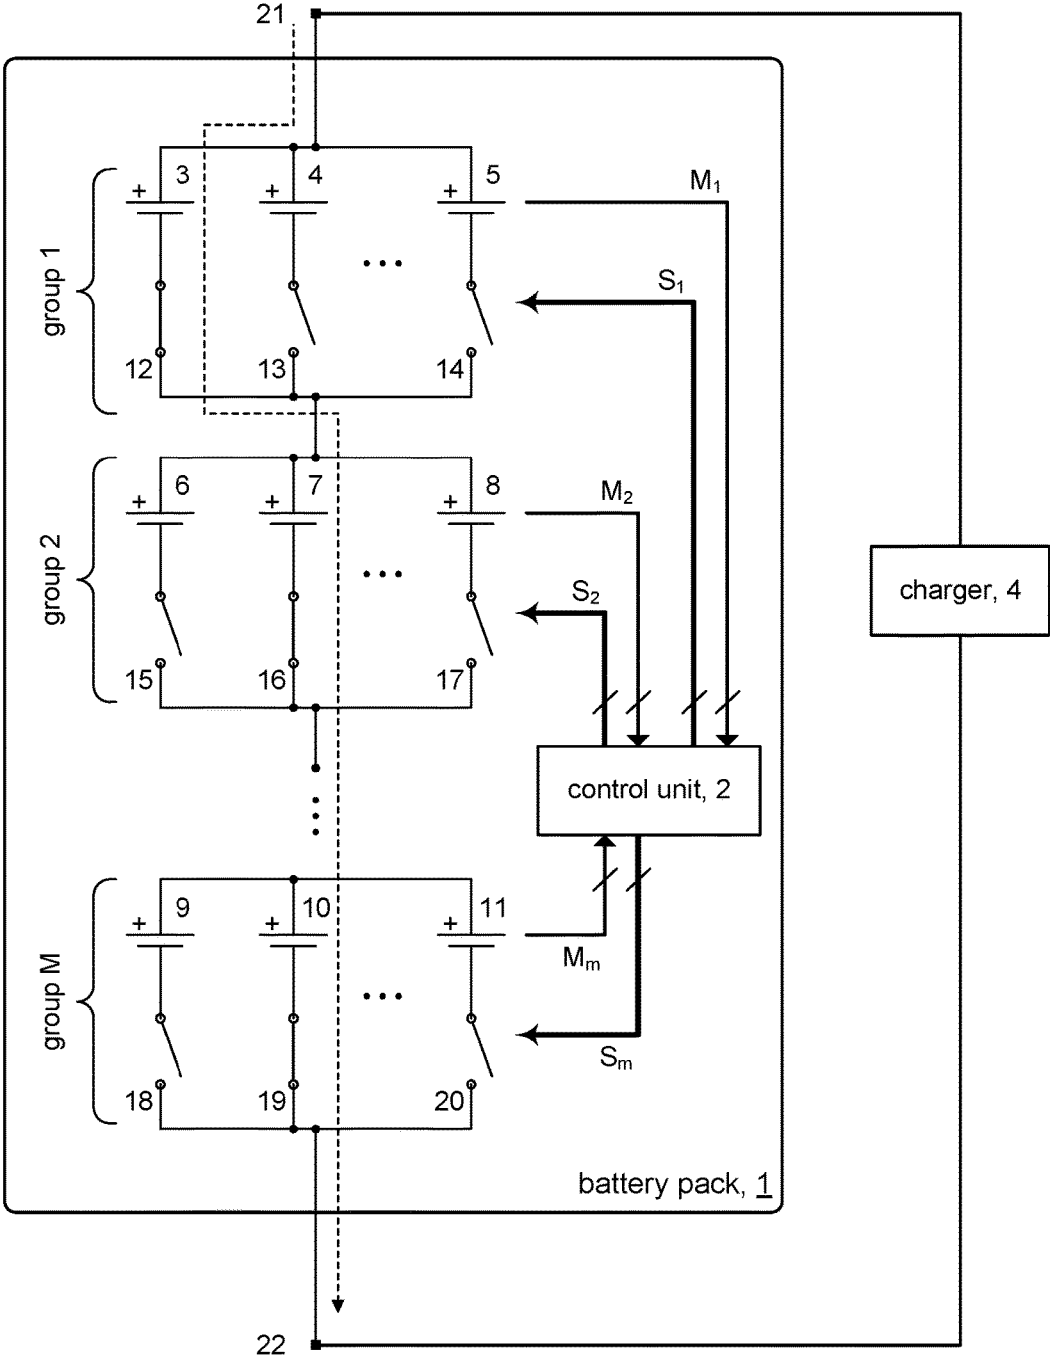 21
3
4
5
+
+
+
M₁
group 1
. . .
S₁
12
13
14
6
7
8
+
+
+
M₂
group 2
. . .
S₂
charger, 4
15
16
17
control unit, 2
9
10
11
+
+
+
Mₘ
group M
. . .
Sₘ
18
19
20
battery pack, 1
22